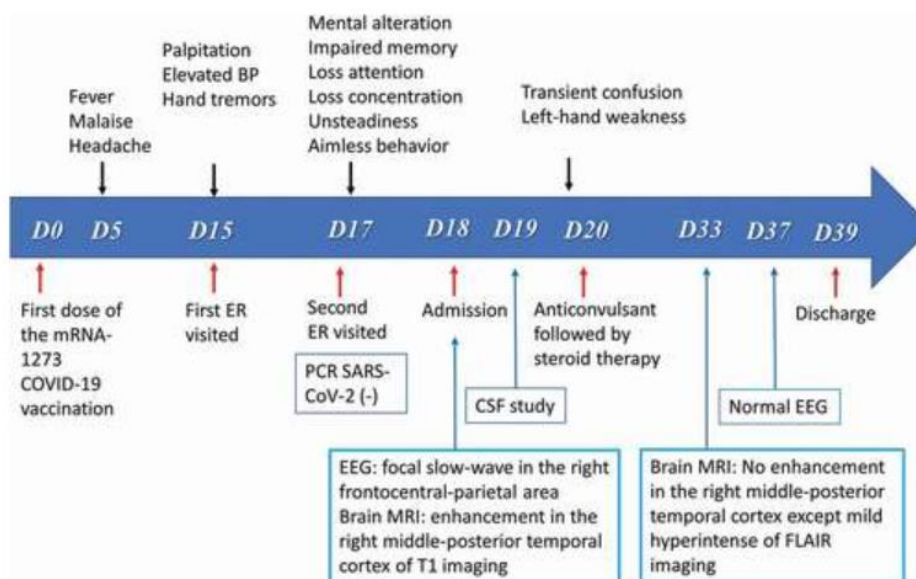 Fever
Malaise
Headache
Palpitation
Elevated BP
Hand tremors
Mental alteration
Impaired memory
Loss attention
Loss concentration
Unsteadiness
Aimless behavior
Transient confusion
Left-hand weakness
D0 D5 D15 D17 D18 D19 D20 D33 D37 D39
First dose of
the mRNA-
1273
COVID-19
vaccination
First ER
visited
Second
ER visited
PCR SARS-
CoV-2 (-)
Admission
CSF study
Anticonvulsant
followed by
steroid therapy
Normal EEG
Discharge
EEG: focal slow-wave in the right
frontocentral-parietal area
Brain MRI: enhancement in the
right middle-posterior temporal
cortex of T1 imaging
Brain MRI: No enhancement
in the right middle-posterior
temporal cortex except mild
hyperintense of FLAIR
imaging